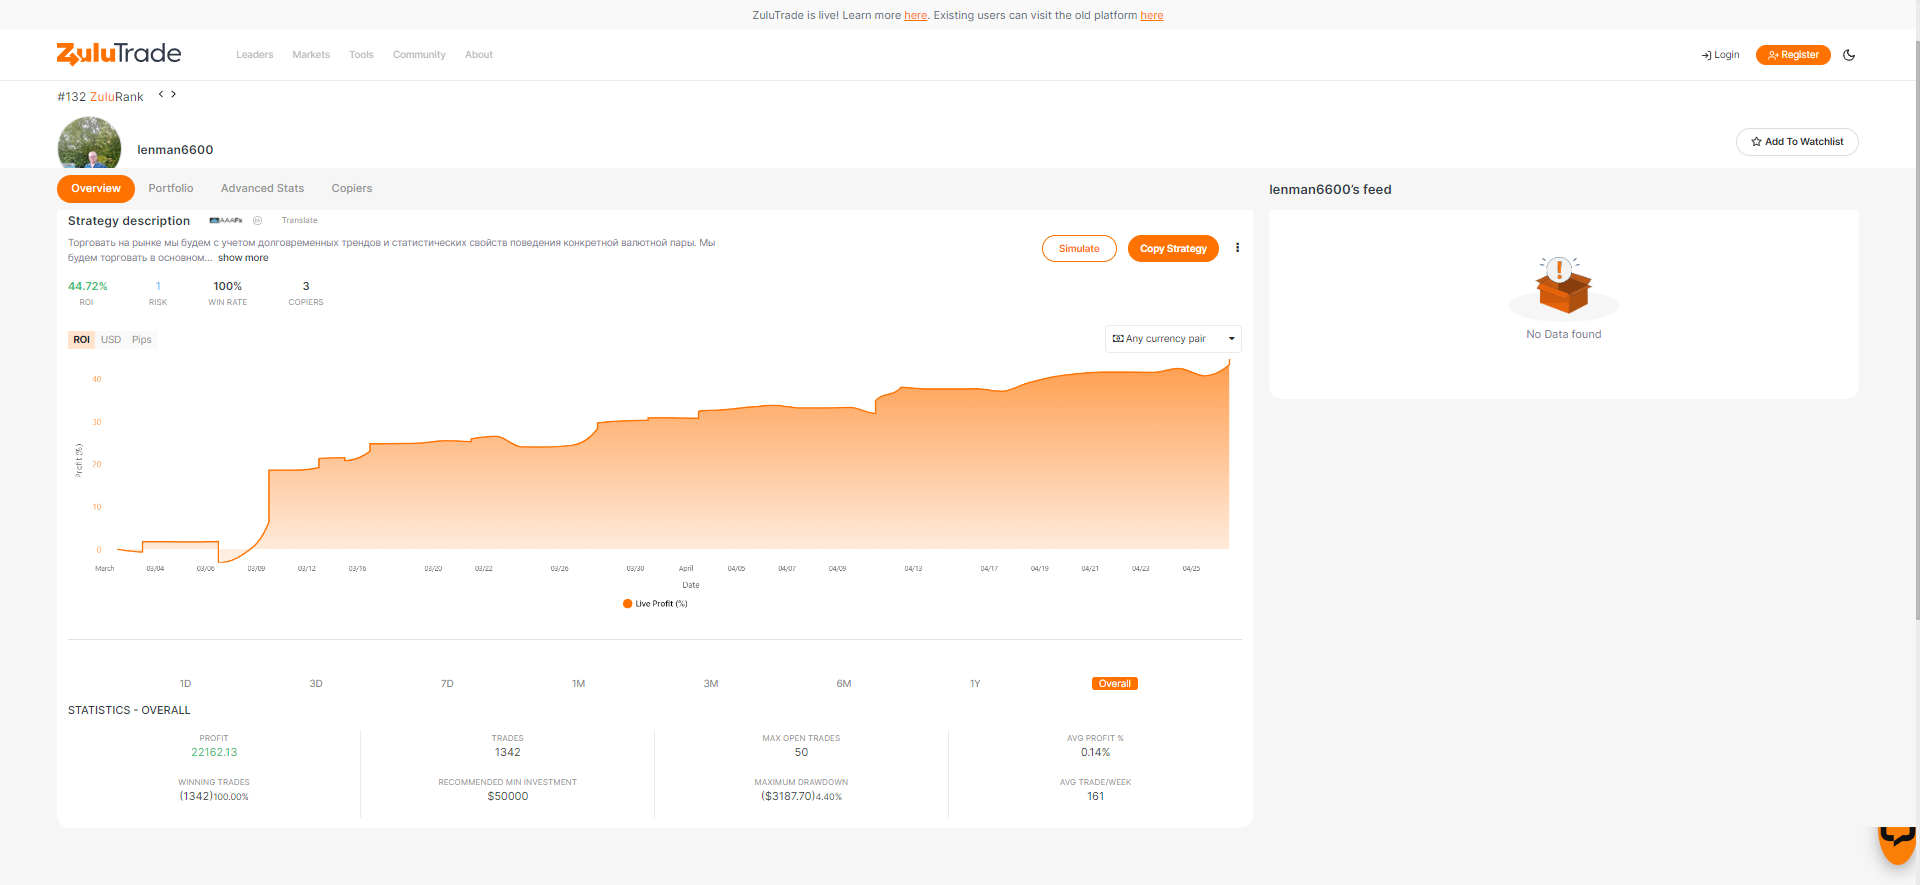 ZuluTrade is live! Learn more here. Existing users can visit the old platform here
ZuluTrade
Leaders Markets Tools Community About
Login Register
#132 ZuluRank < >
lenman6600
Add To Watchlist
Overview Portfolio Advanced Stats Copiers
lenman6600's feed
Strategy description AAAFx Translate
Торговать на рынке мы будем с учетом долговременных трендов и статистических свойств поведения конкретной валютной пары. Мы
будем торговать в основном... show more
Simulate Copy Strategy
44.72% 1 100% 3
ROI RISK WIN RATE COPIERS
No Data found
ROI USD Pips
Any currency pair
40
30
20
10
0
Profit (%)
March 03/04 03/06 03/09 03/12 03/16 03/20 03/22 03/26 03/30 April 04/05 04/07 04/09 04/13 04/17 04/19 04/21 04/23 04/25
Date
Live Profit (%)
1D 3D 7D 1M 3M 6M 1Y Overall
STATISTICS - OVERALL
PROFIT TRADES MAX OPEN TRADES AVG PROFIT %
22162.13 1342 50 0.14%
WINNING TRADES RECOMMENDED MIN INVESTMENT MAXIMUM DRAWDOWN AVG TRADE/WEEK
(1342)100.00% $50000 ($3187.70)4.40% 161